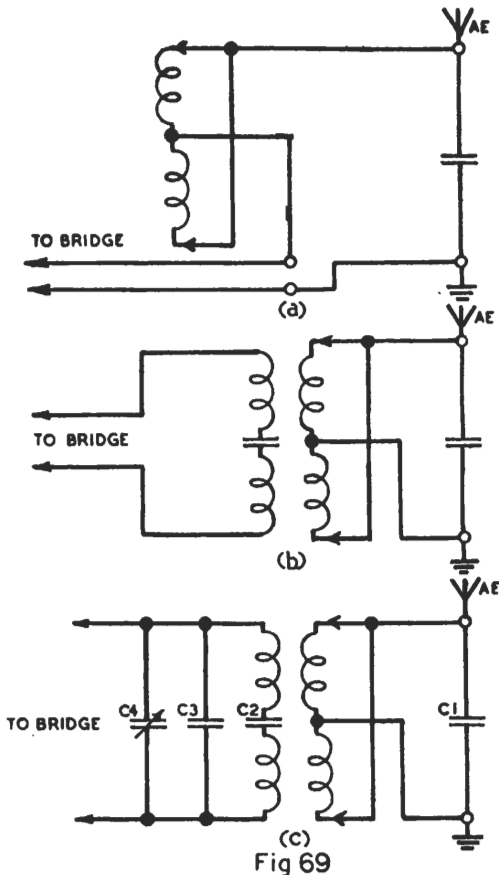 AE
TO BRIDGE
(a)
AE
TO BRIDGE
(b)
AE
C4
C3
C2
C1
TO BRIDGE
(c)
Fig 69